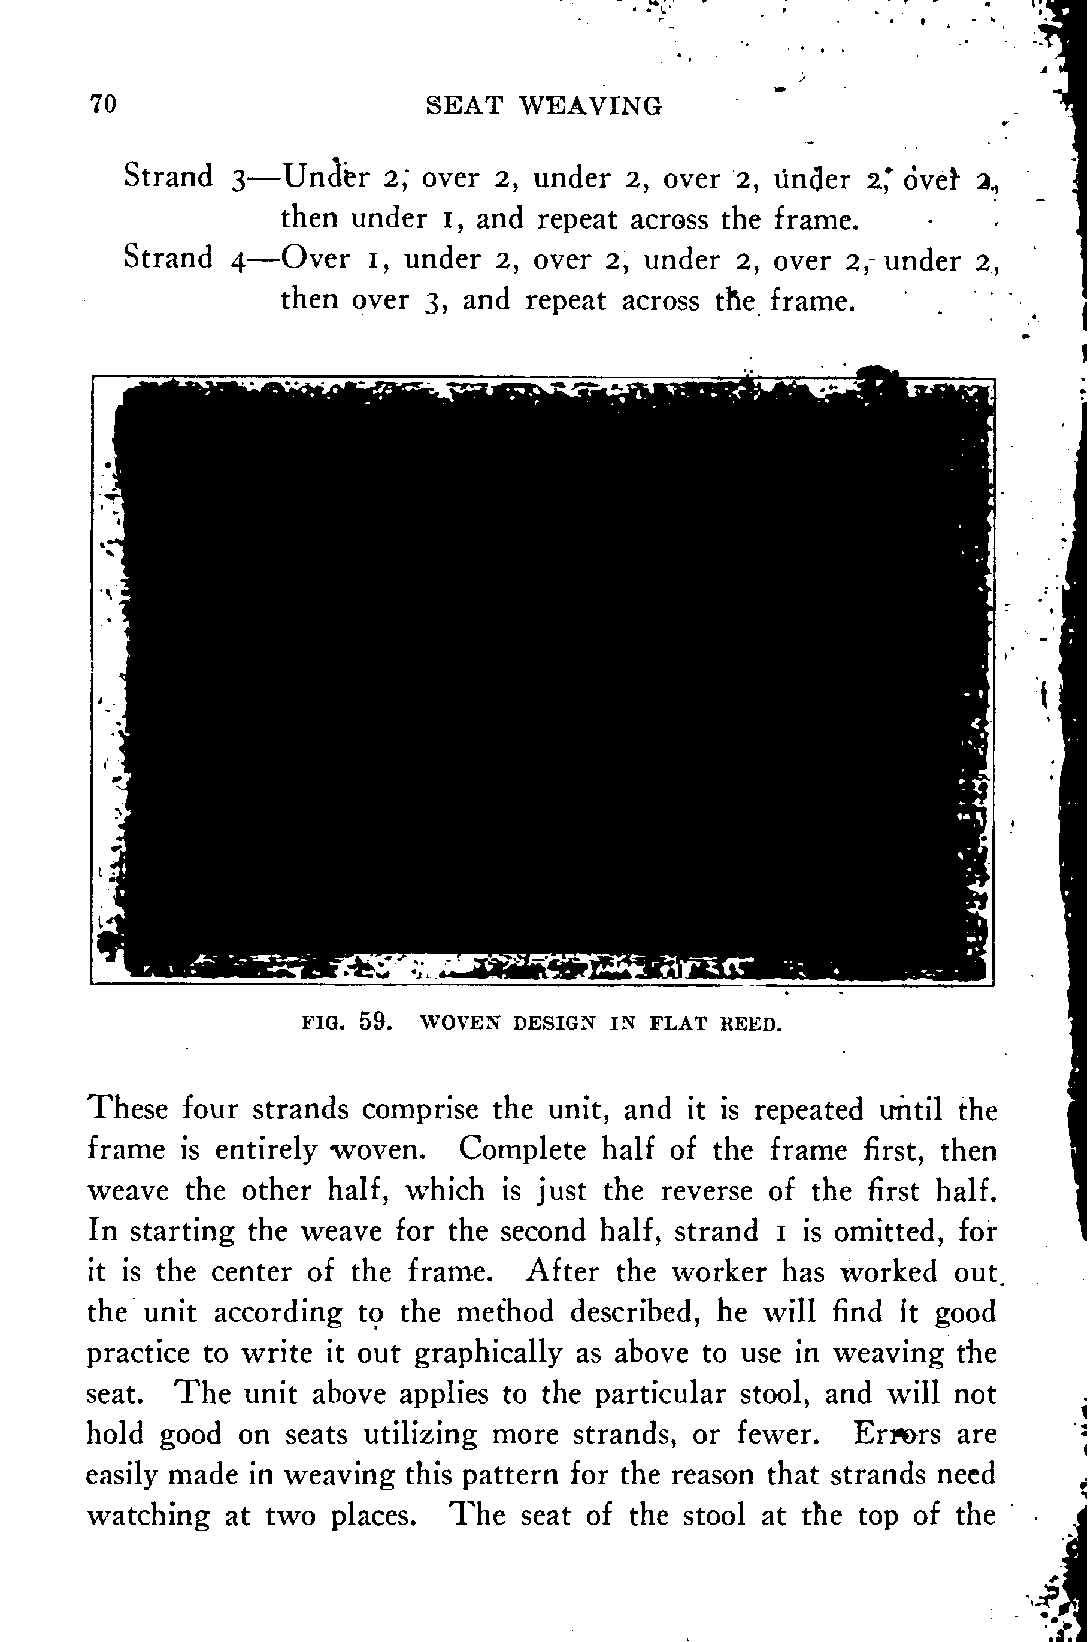 70 SEAT WEAVING
Strand 3—Under 2, over 2, under 2, over 2, under 2, over 2,
then under 1, and repeat across the frame.
Strand 4—Over 1, under 2, over 2, under 2, over 2, under 2,
then over 3, and repeat across the frame.
FIG. 59. WOVEN DESIGN IN FLAT REED.
These four strands comprise the unit, and it is repeated until the
frame is entirely woven. Complete half of the frame first, then
weave the other half, which is just the reverse of the first half.
In starting the weave for the second half, strand 1 is omitted, for
it is the center of the frame. After the worker has worked out
the unit according to the method described, he will find it good
practice to write it out graphically as above to use in weaving the
seat. The unit above applies to the particular stool, and will not
hold good on seats utilizing more strands, or fewer. Errors are
easily made in weaving this pattern for the reason that strands need
watching at two places. The seat of the stool at the top of the